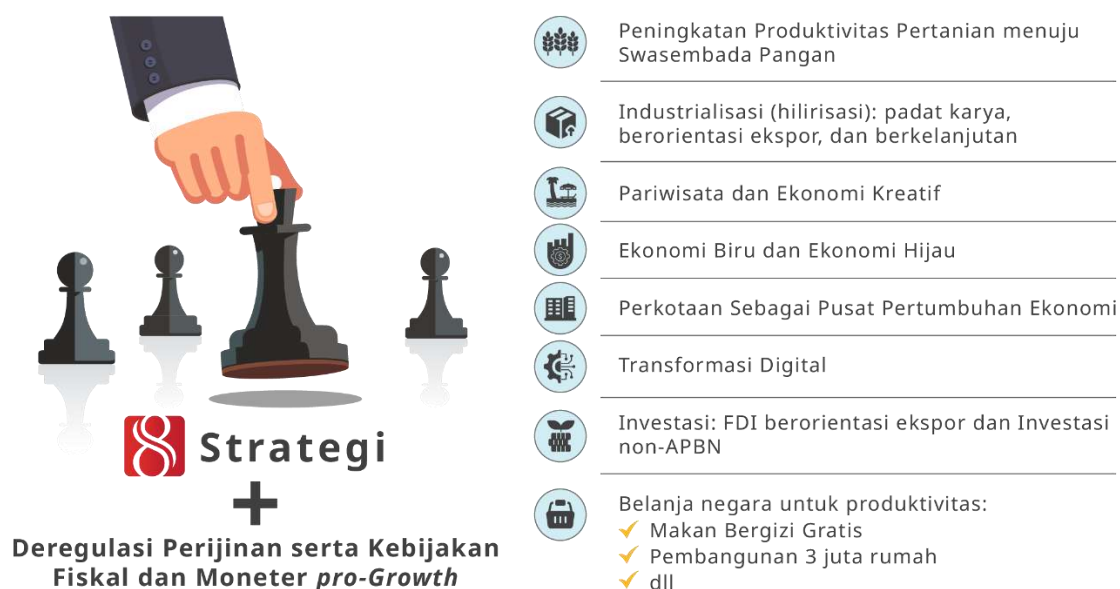 8 Strategi
+
Deregulasi Perijinan serta Kebijakan
Fiskal dan Moneter pro-Growth
Peningkatan Produktivitas Pertanian menuju
Swasembada Pangan
Industrialisasi (hilirisasi): padat karya,
berorientasi ekspor, dan berkelanjutan
Pariwisata dan Ekonomi Kreatif
Ekonomi Biru dan Ekonomi Hijau
Perkotaan Sebagai Pusat Pertumbuhan Ekonomi
Transformasi Digital
Investasi: FDI berorientasi ekspor dan Investasi
non-APBN
Belanja negara untuk produktivitas:
✓ Makan Bergizi Gratis
✓ Pembangunan 3 juta rumah
✓ dll